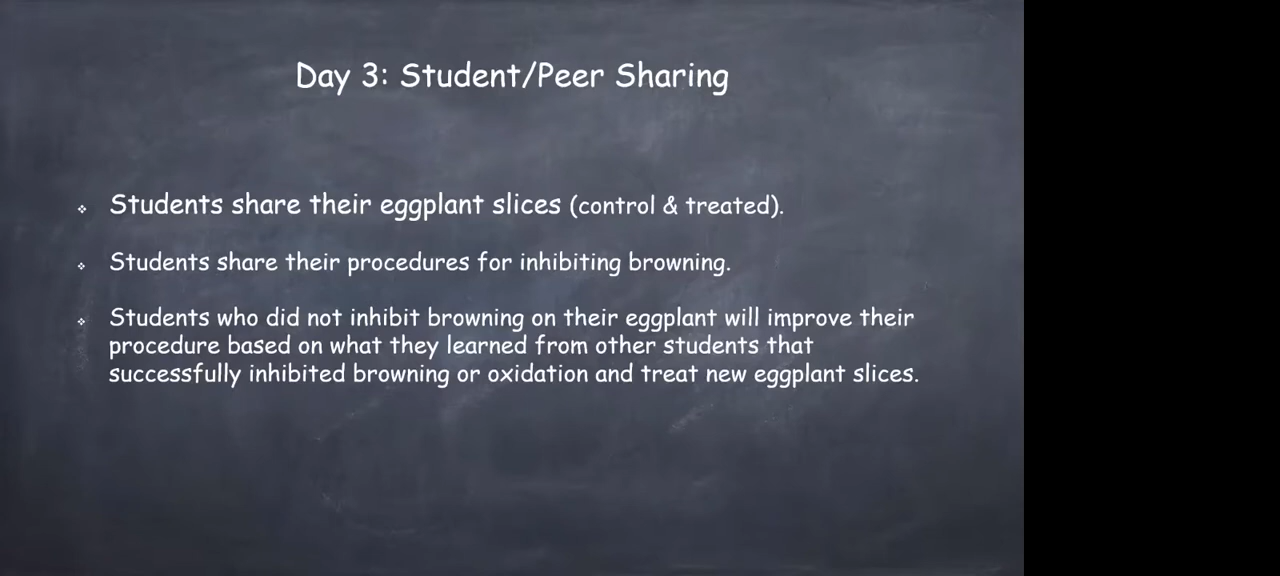 Day 3: Student/Peer Sharing
Students share their eggplant slices (control & treated).
Students share their procedures for inhibiting browning.
Students who did not inhibit browning on their eggplant will improve their
procedure based on what they learned from other students that
successfully inhibited browning or oxidation and treat new eggplant slices.